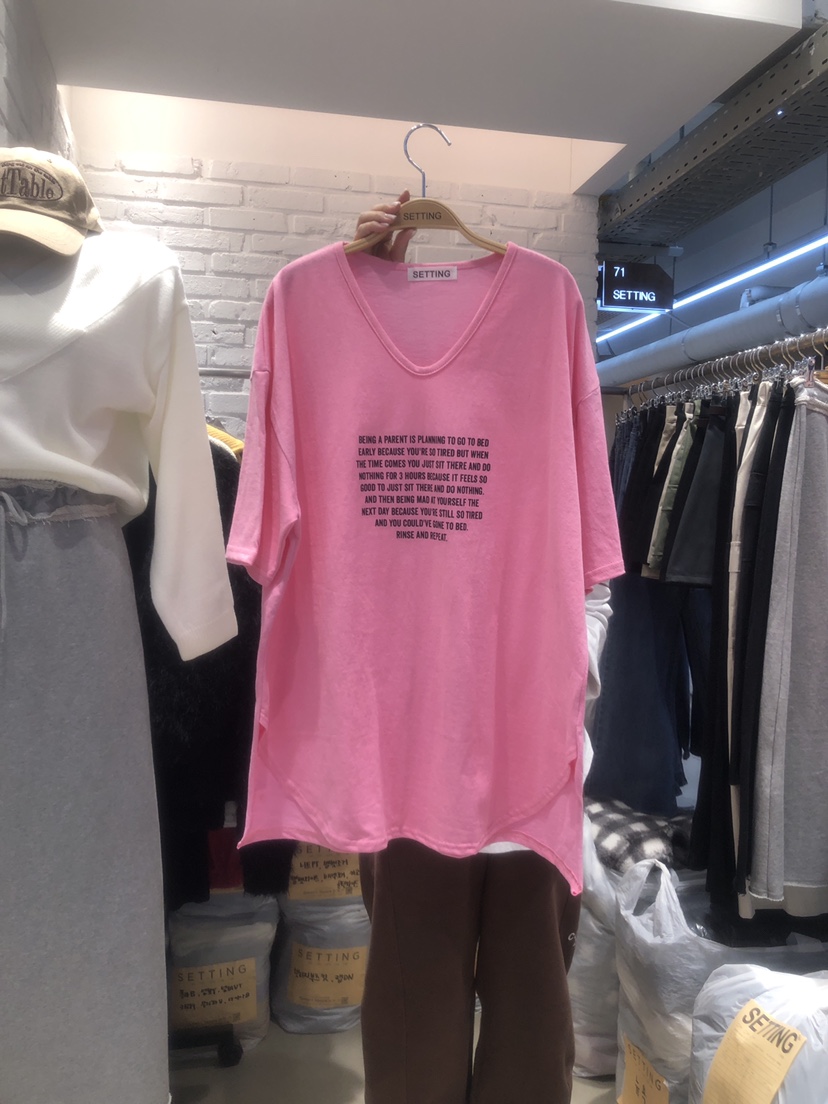 Table
SETTING
SETTING
71
SETTING
BEING A PARENT IS PLANNING TO GO TO BED
EARLY BECAUSE YOU'RE SO TIRED BUT WHEN
THE TIME COMES YOU JUST SIT THERE AND DO
NOTHING FOR 3 HOURS BECAUSE IT FEELS SO
GOOD TO JUST SIT THERE AND DO NOTHING.
AND THEN BEING MAD AT YOURSELF THE
NEXT DAY BECAUSE YOU'RE STILL SO TIRED
AND YOU COULD'VE GONE TO BED.
RINSE AND REPEAT.
SETTING
SETTING
SETTING